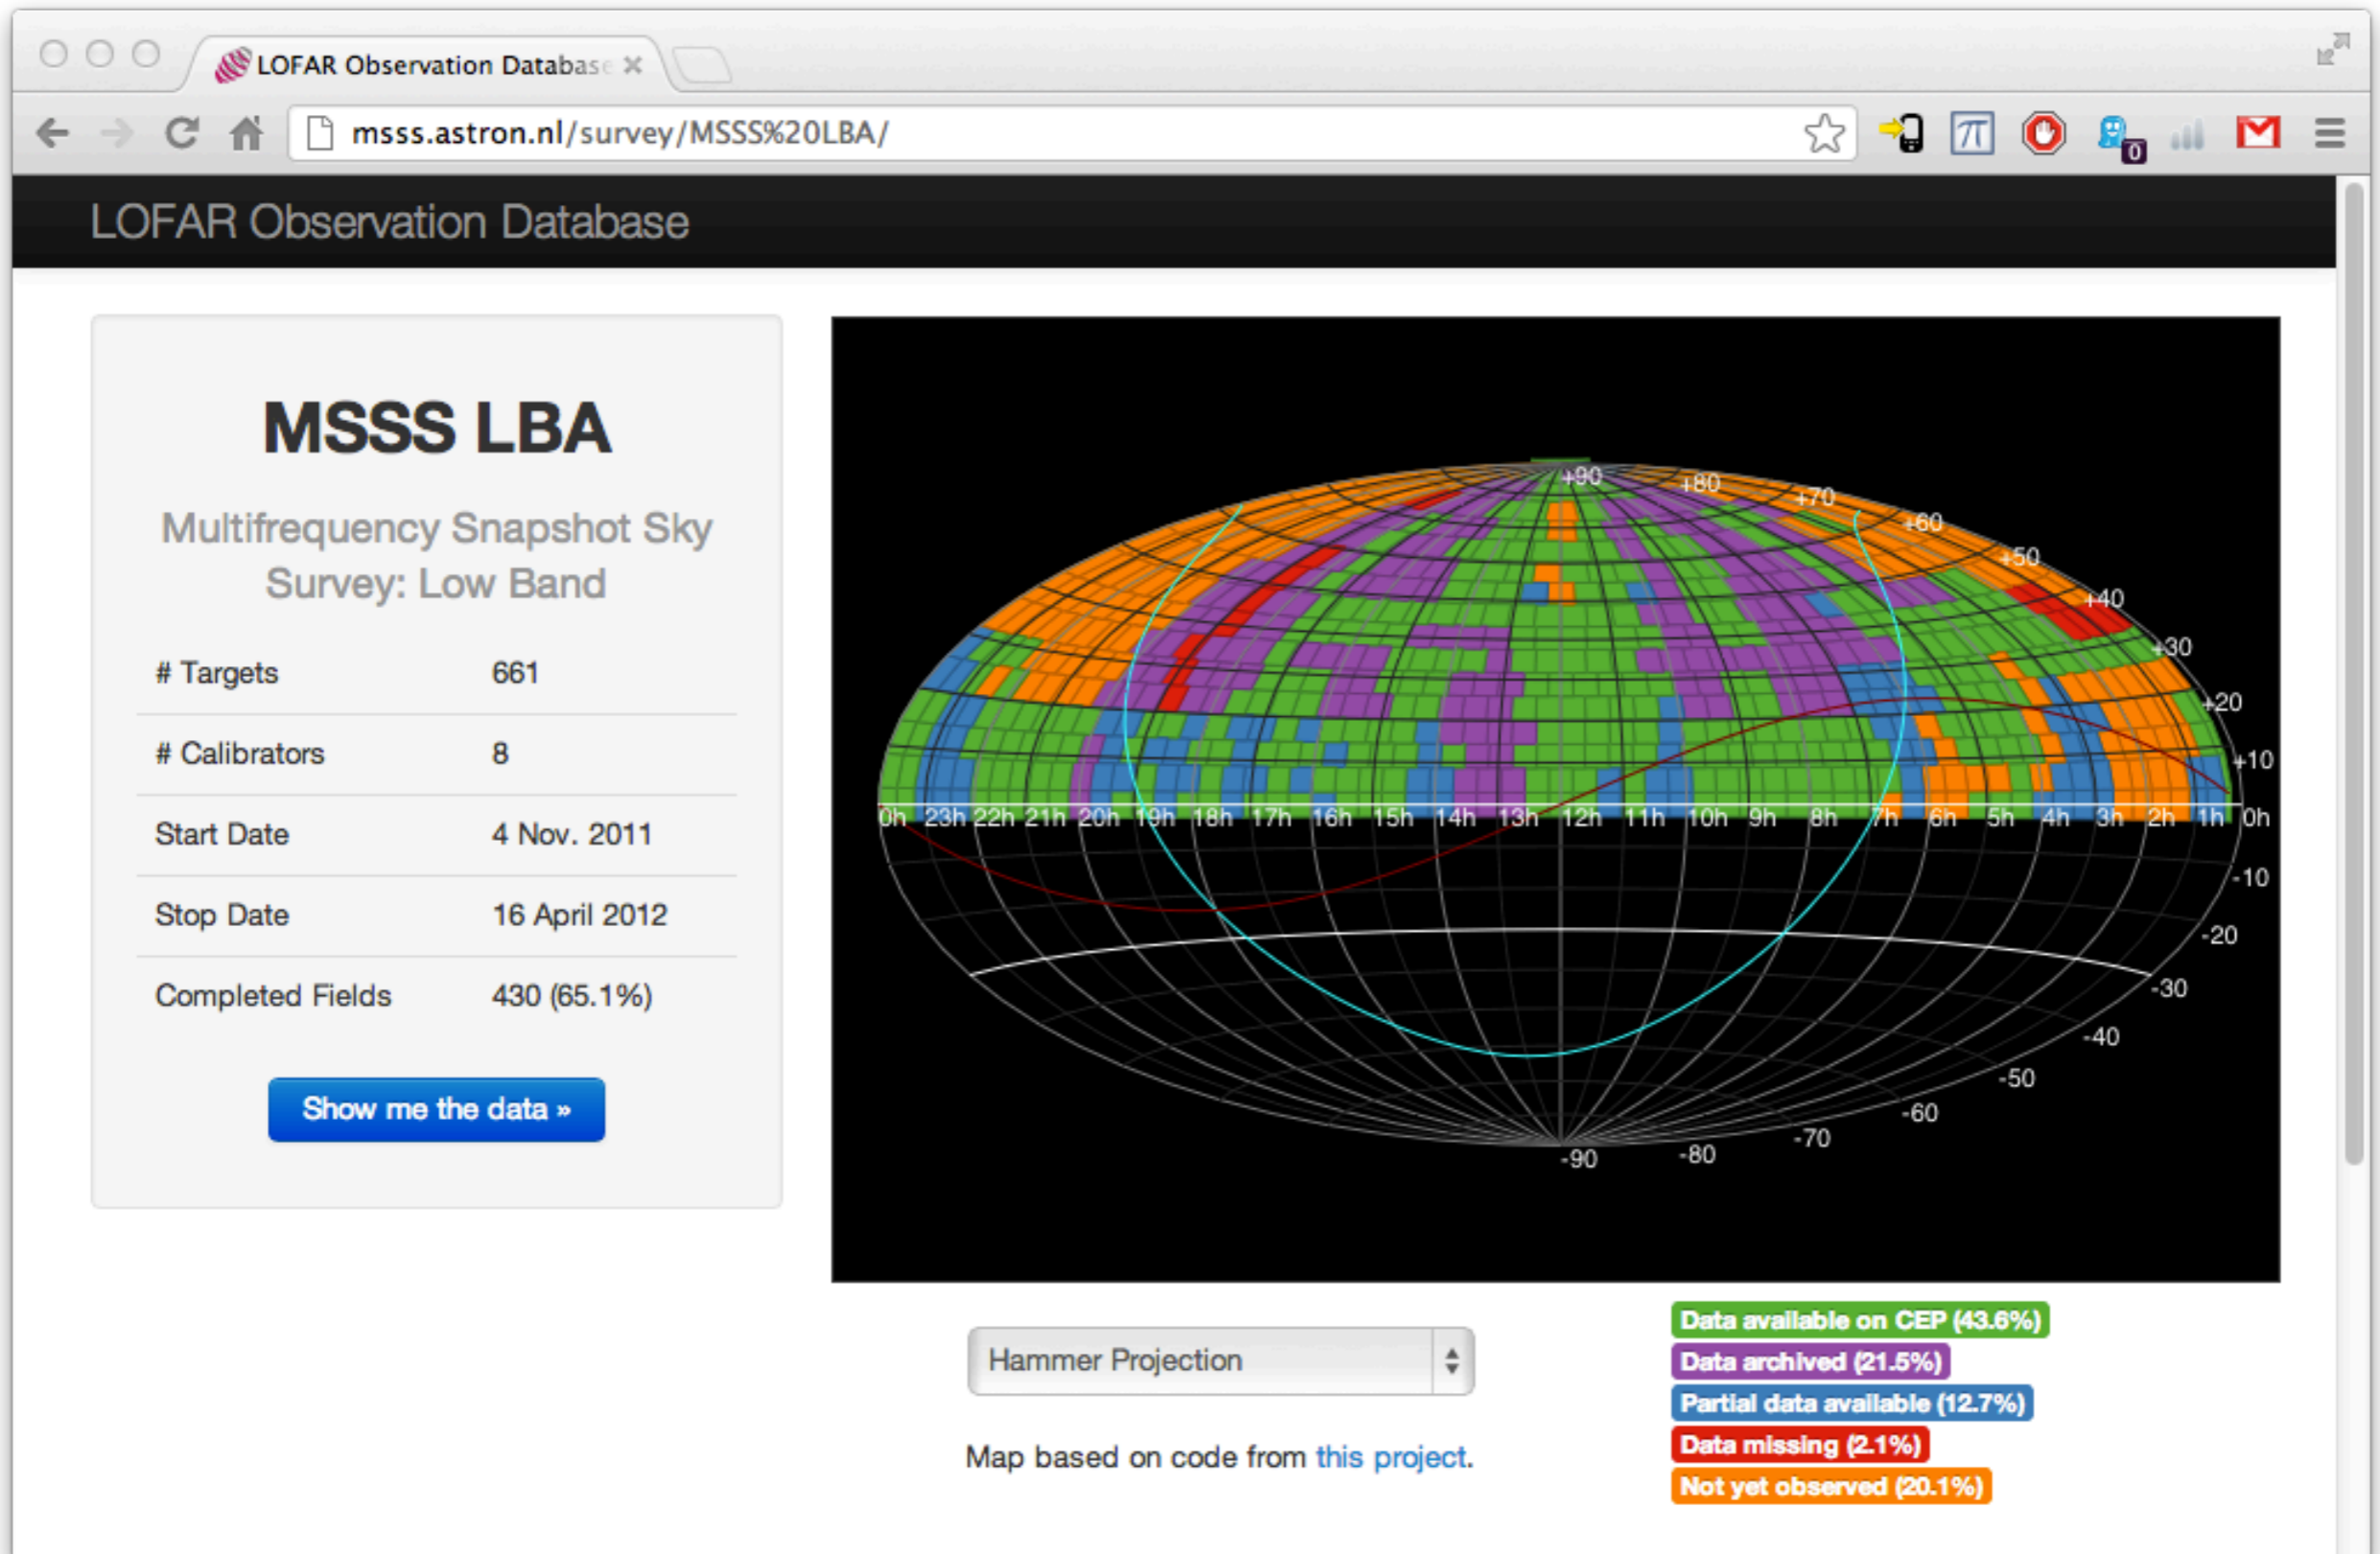 LOFAR Observation Database
msss.astron.nl/survey/MSSS%20LBA/
0
LOFAR Observation Database
MSSS LBA
Multifrequency Snapshot Sky
Survey: Low Band
# Targets 661
# Calibrators 8
Start Date 4 Nov. 2011
Stop Date 16 April 2012
Completed Fields 430 (65.1%)
Show me the data »
+90
+80
+70
+60
+50
+40
+30
+20
+10
0h 23h 22h 21h 20h 19h 18h 17h 16h 15h 14h 13h 12h 11h 10h 9h 8h 7h 6h 5h 4h 3h 2h 1h 0h
-10
-20
-30
-40
-50
-60
-70
-80
-90
Hammer Projection
Map based on code from this project.
Data available on CEP (43.6%)
Data archived (21.5%)
Partial data available (12.7%)
Data missing (2.1%)
Not yet observed (20.1%)